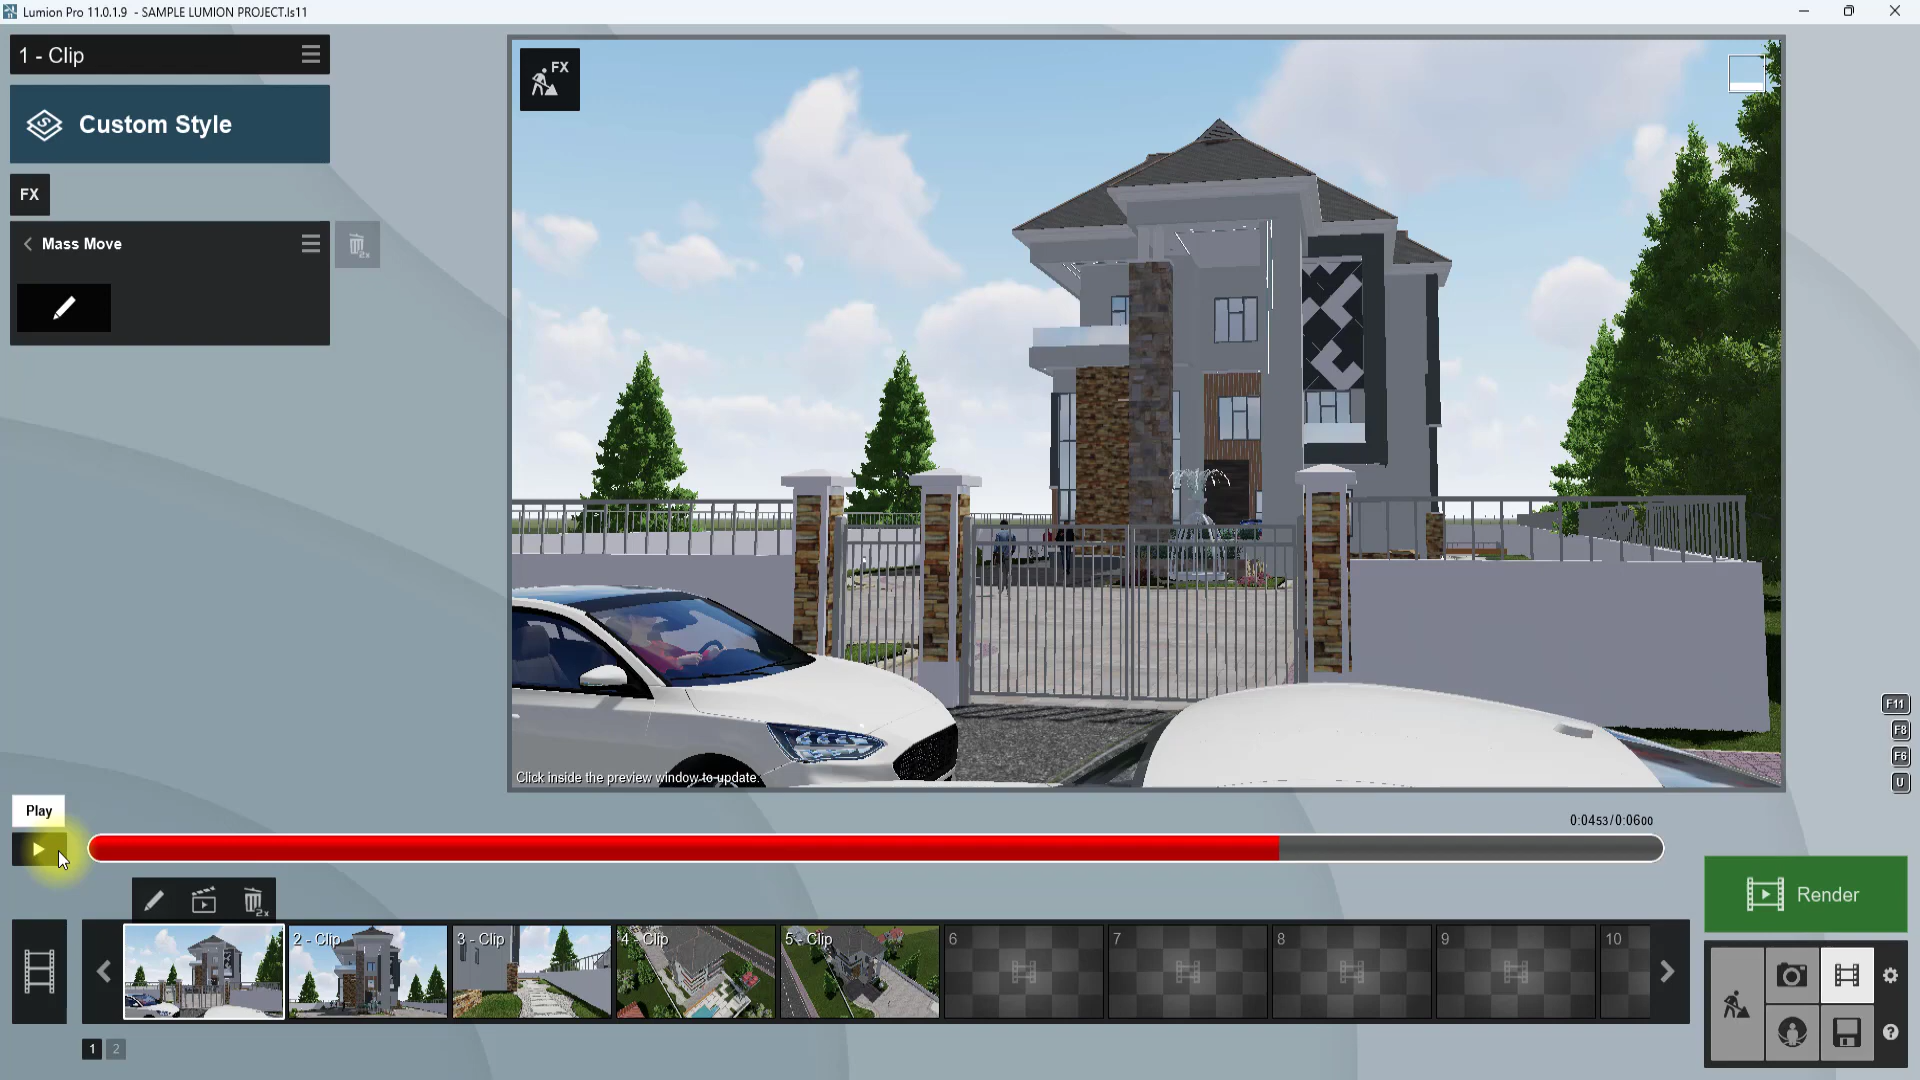 Lumion Pro 11.0.1.9 - SAMPLE LUMION PROJECT.ls11
1 - Clip
Custom Style
FX
Mass Move
2x
FX
Click inside the preview window to update.
F11
F8
F6
U
Play
0:0453/0:0600
Render
2x
2 - Clip
3 - Clip
4 - Clip
5 - Clip
6
7
8
9
10
1
2
?